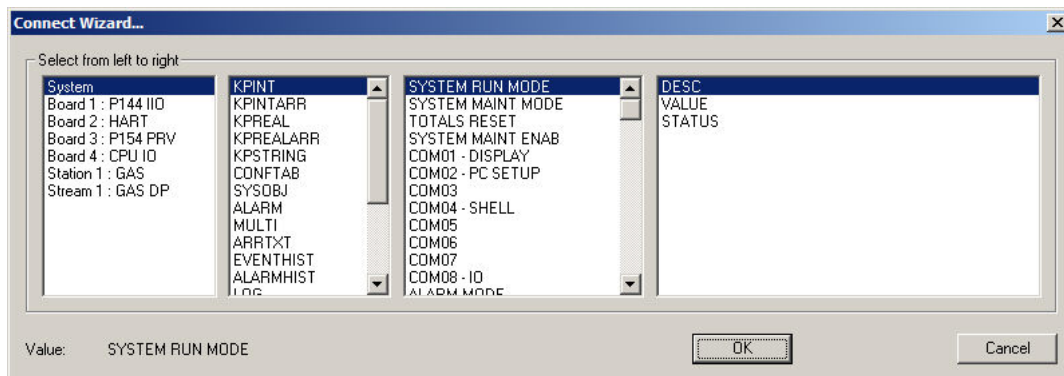 Connect Wizard...
Select from left to right
System
Board 1 : P144 IIO
Board 2 : HART
Board 3 : P154 PRV
Board 4 : CPU IO
Station 1 : GAS
Stream 1 : GAS DP
KPINT
KPINTARR
KPREAL
KPREALARR
KPSTRING
CONFTAB
SYSOBJ
ALARM
MULTI
ARRTXT
EVENTHIST
ALARMHIST
LOG
SYSTEM RUN MODE
SYSTEM MAINT MODE
TOTALS RESET
SYSTEM MAINT ENAB
COM01 - DISPLAY
COM02 - PC SETUP
COM03
COM04 - SHELL
COM05
COM06
COM07
COM08 - IO
ALARM MODE
DESC
VALUE
STATUS
Value: SYSTEM RUN MODE
OK
Cancel